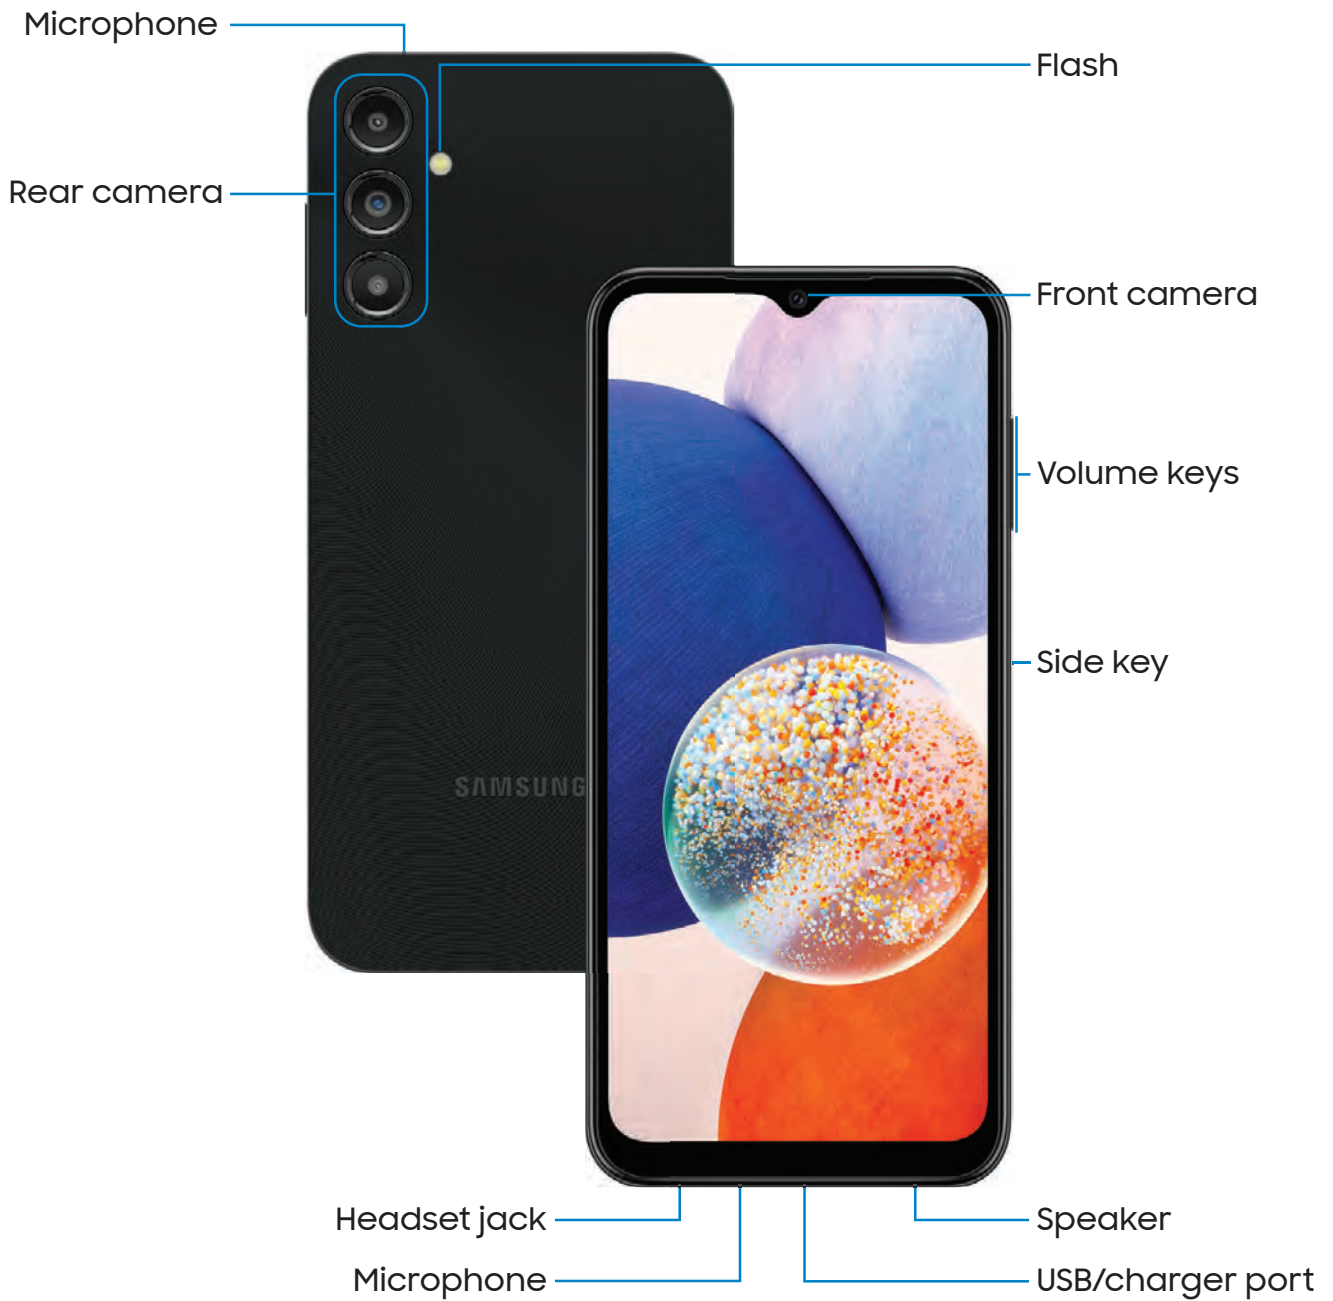 Microphone
Flash
Rear camera
Front camera
Volume keys
Side key
SAMSUNG
Headset jack
Speaker
Microphone
USB/charger port